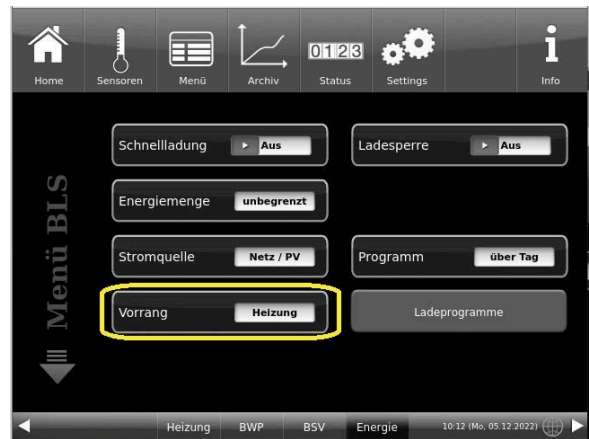 0123
Home Sensoren Menü Archiv Status Settings Info
Menü BLS
Schnellladung Aus Ladesperre Aus
Energiemenge unbegrenzt
Stromquelle Netz / PV Programm über Tag
Vorrang Heizung Ladeprogramme
Heizung BWP BSV Energie 10:12 (Mo, 05.12.2022)